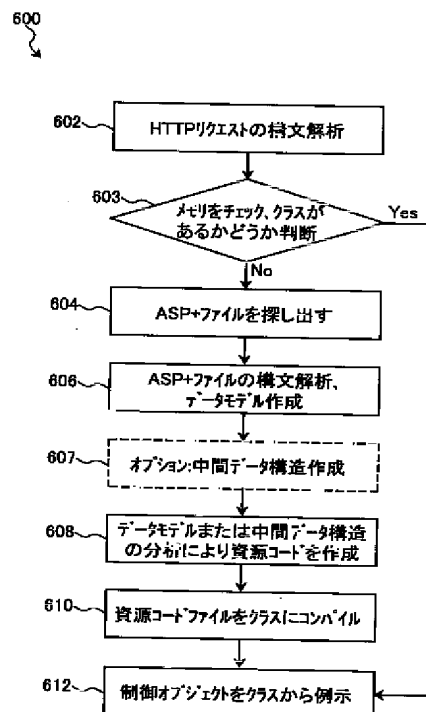 600
602
HTTPリクエストの構文解析
603
メモリをチェック、クラスが
あるかどうか判断
Yes
No
604
ASP+ファイルを探し出す
606
ASP+ファイルの構文解析、
データモデル作成
607
オプション:中間データ構造作成
608
データモデルまたは中間データ構造
の分析により資源コードを作成
610
資源コードファイルをクラスにコンパイル
612
制御オブジェクトをクラスから例示